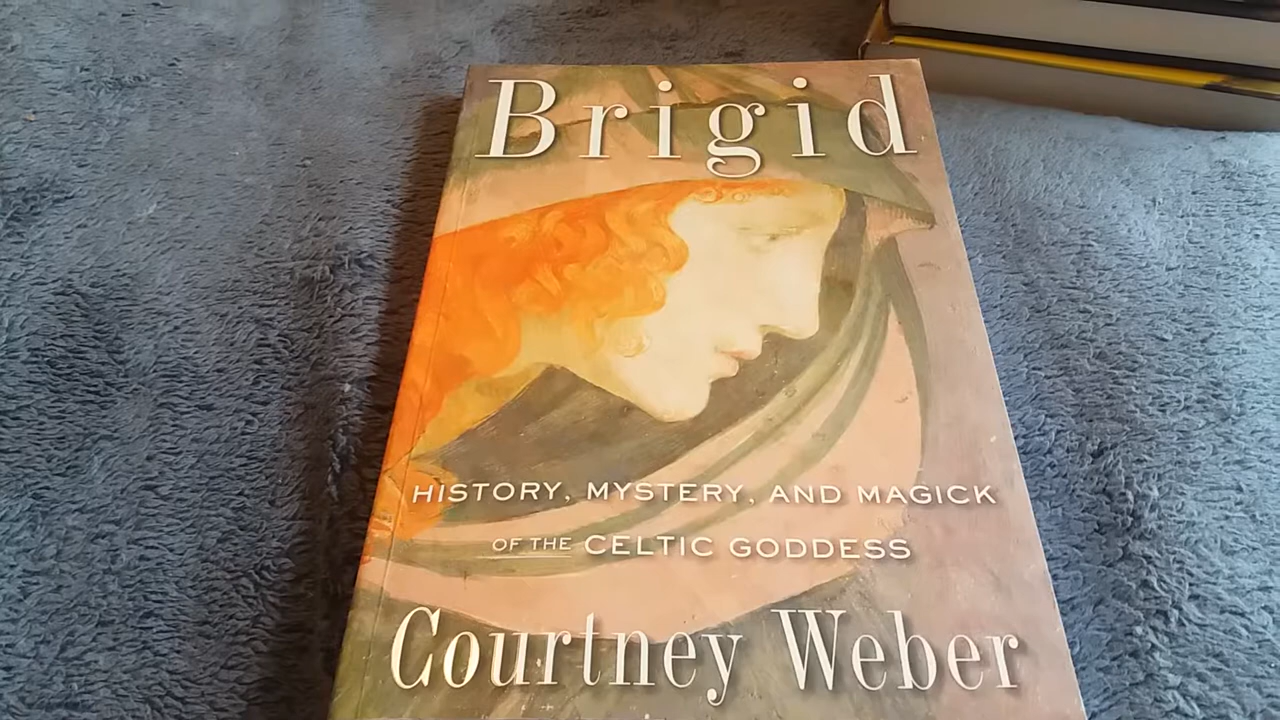 Brigid
HISTORY, MYSTERY, AND MAGICK
OF THE CELTIC GODDESS
Courtney Weber